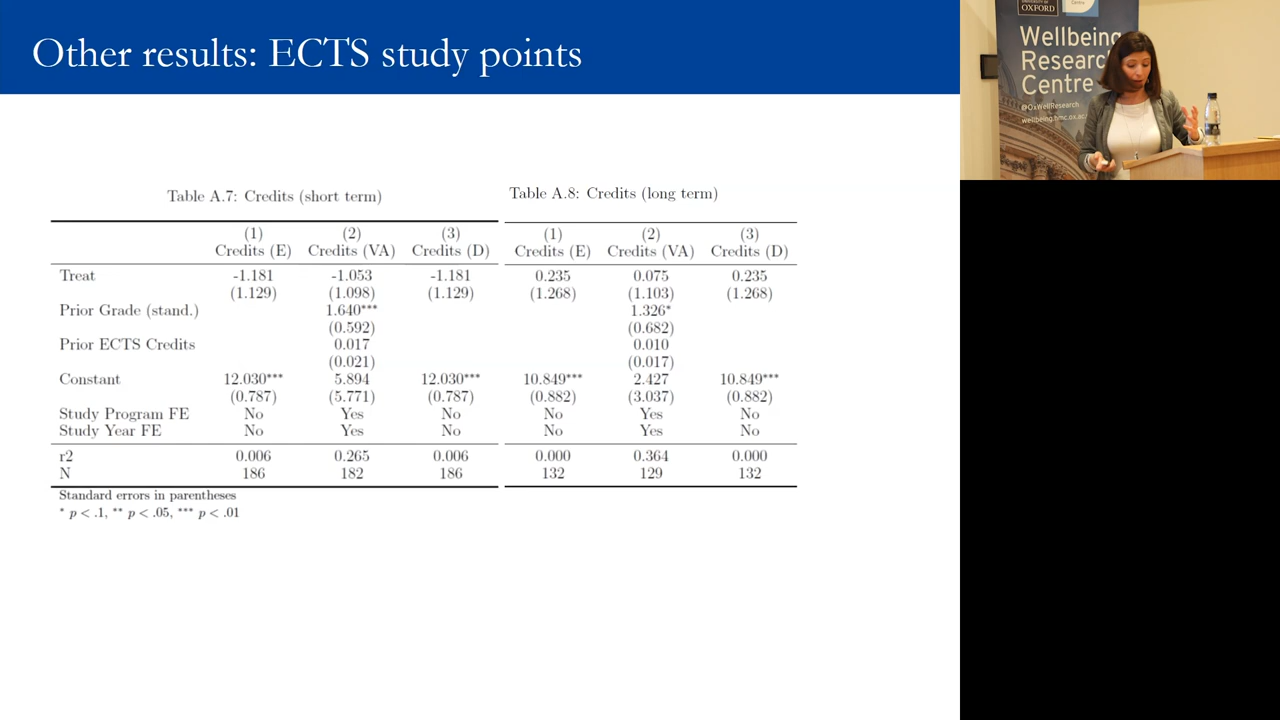 Other results: ECTS study points
UNIVERSITY OF
OXFORD
Centre
Wellbeing
Research
Centre
@OxWellResearch
wellbeing.hmc.ox.ac
Table A.7: Credits (short term)
(1) (2) (3)
Credits (E) Credits (VA) Credits (D)
Treat -1.181 -1.053 -1.181
(1.129) (1.098) (1.129)
Prior Grade (stand.) 1.640***
(0.592)
Prior ECTS Credits 0.017
(0.021)
Constant 12.030*** 5.894 12.030***
(0.787) (5.771) (0.787)
Study Program FE No Yes No
Study Year FE No Yes No
r2 0.006 0.265 0.006
N 186 182 186
Standard errors in parentheses
* p < .1, ** p < .05, *** p < .01
Table A.8: Credits (long term)
(1) (2) (3)
Credits (E) Credits (VA) Credits (D)
0.235 0.075 0.235
(1.268) (1.103) (1.268)
1.326*
(0.682)
0.010
(0.017)
10.849*** 2.427 10.849***
(0.882) (3.037) (0.882)
No Yes No
No Yes No
0.000 0.364 0.000
132 129 132